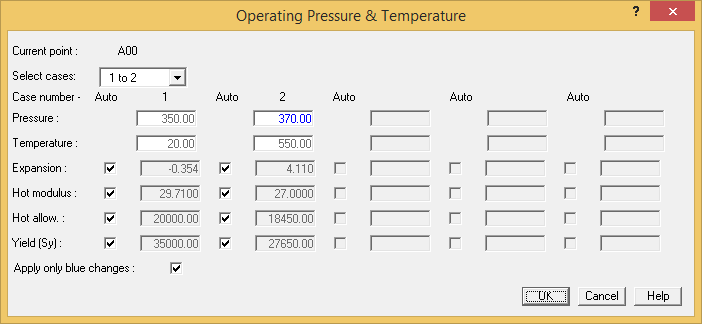 Operating Pressure & Temperature
? x
Current point : A00
Select cases: 1 to 2
Case number - Auto 1 Auto 2 Auto Auto Auto
Pressure : 350.00 370.00
Temperature : 20.00 550.00
Expansion : -0.354 4.110
Hot modulus : 29.7100 27.0000
Hot allow. : 20000.00 18450.00
Yield (Sy) : 35000.00 27650.00
Apply only blue changes :
OK Cancel Help